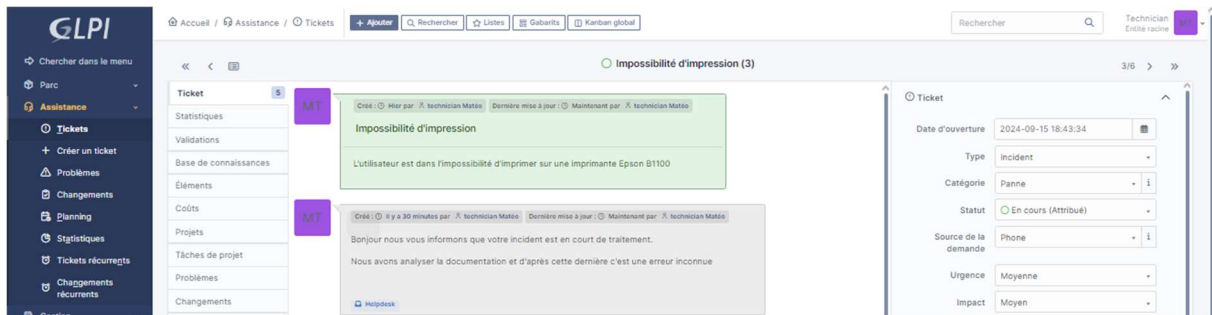 GLPI
Accueil / Assistance / Tickets
+ Ajouter
Rechercher
Listes
Gabarits
Kanban global
Rechercher
Technician
Entité racine
MT
Chercher dans le menu
Parc
Assistance
Tickets
+ Créer un ticket
Problèmes
Changements
Planning
Statistiques
Tickets récurrents
Changements
récurrents
Impossibilité d'impression (3)
3/6
Ticket 5
Statistiques
Validations
Base de connaissances
Éléments
Coûts
Projets
Tâches de projet
Problèmes
Changements
MT
Créé : Hier par technician Matéo Dernière mise à jour : Maintenant par technician Matéo
Impossibilité d'impression
L'utilisateur est dans l'impossibilité d'imprimer sur une imprimante Epson B1100
MT
Créé : Il y a 30 minutes par technician Matéo Dernière mise à jour : Maintenant par technician Matéo
Bonjour nous vous informons que votre incident est en court de traitement.
Nous avons analyser la documentation et d'après cette dernière c'est une erreur inconnue
Helpdesk
Ticket
Date d'ouverture 2024-09-15 18:43:34
Type Incident
Catégorie Panne i
Statut En cours (Attribué)
Source de la
demande
Phone i
Urgence Moyenne
Impact Moyen